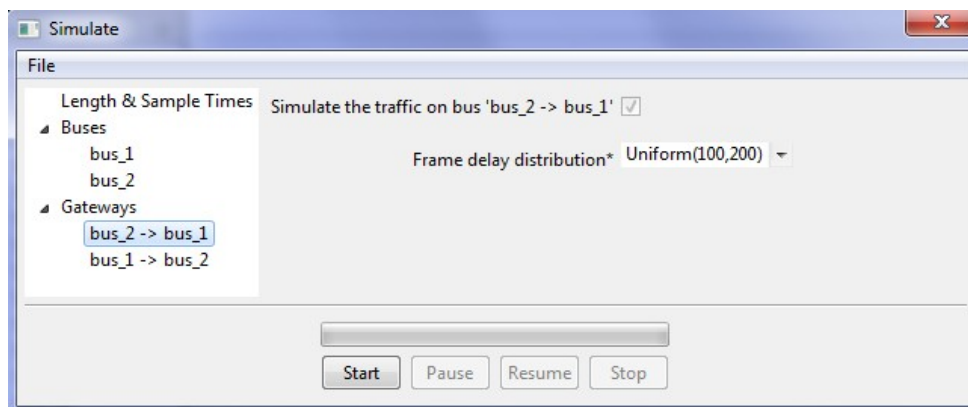 Simulate
File
Length & Sample Times
Buses
bus_1
bus_2
Gateways
bus_2 -> bus_1
bus_1 -> bus_2
Simulate the traffic on bus 'bus_2 -> bus_1'
Frame delay distribution* Uniform(100,200)
Start Pause Resume Stop